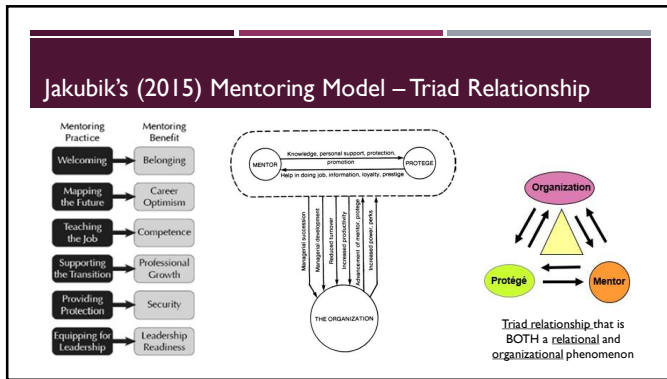 Jakubik's (2015) Mentoring Model – Triad Relationship
Mentoring
Practice
Mentoring
Benefit
Welcoming
Belonging
Mapping
the Future
Career
Optimism
Teaching
the Job
Competence
Supporting
the Transition
Professional
Growth
Providing
Protection
Security
Equipping for
Leadership
Leadership
Readiness
Knowledge, personal support, protection,
promotion
MENTOR
PROTEGE
Help in doing job, information, loyalty, prestige
Managerial succession
Managerial development
Reduced turnover
Increased productivity
Advancement of mentor, protege
Increased power, perks
THE ORGANIZATION
Organization
Protégé
Mentor
Triad relationship that is
BOTH a relational and
organizational phenomenon